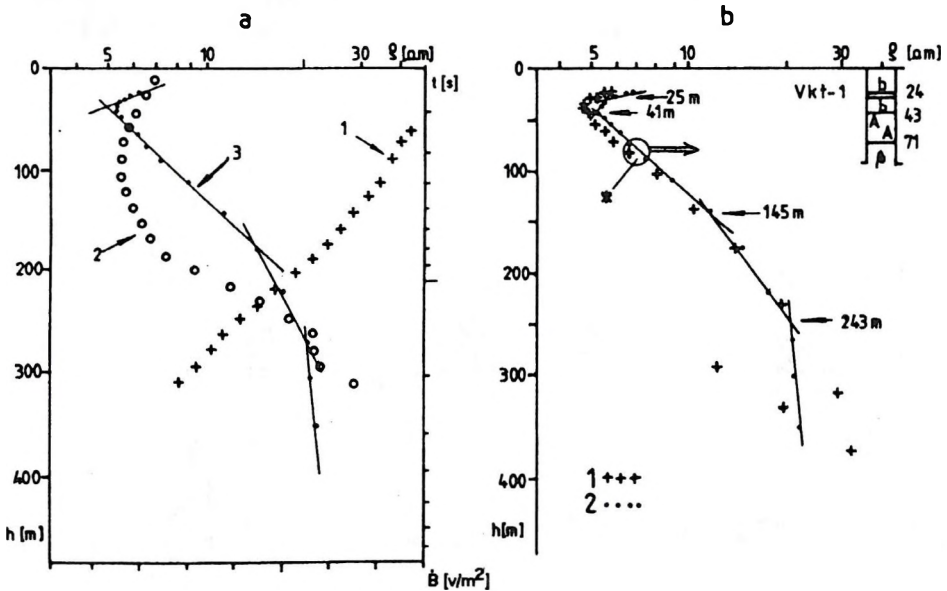 a
5 10 30 ρ [Ωm]
0
t [s]
1
3
100
2
200
300
400
h [m]
Ḃ [v/m²]
b
5 10 30 ρ [Ωm]
0
Vkt-1
b 24
25 m
b 43
41 m
A
A 71
β
100
*
145 m
200
243 m
300
400
1 +++
2 ....
h[m]